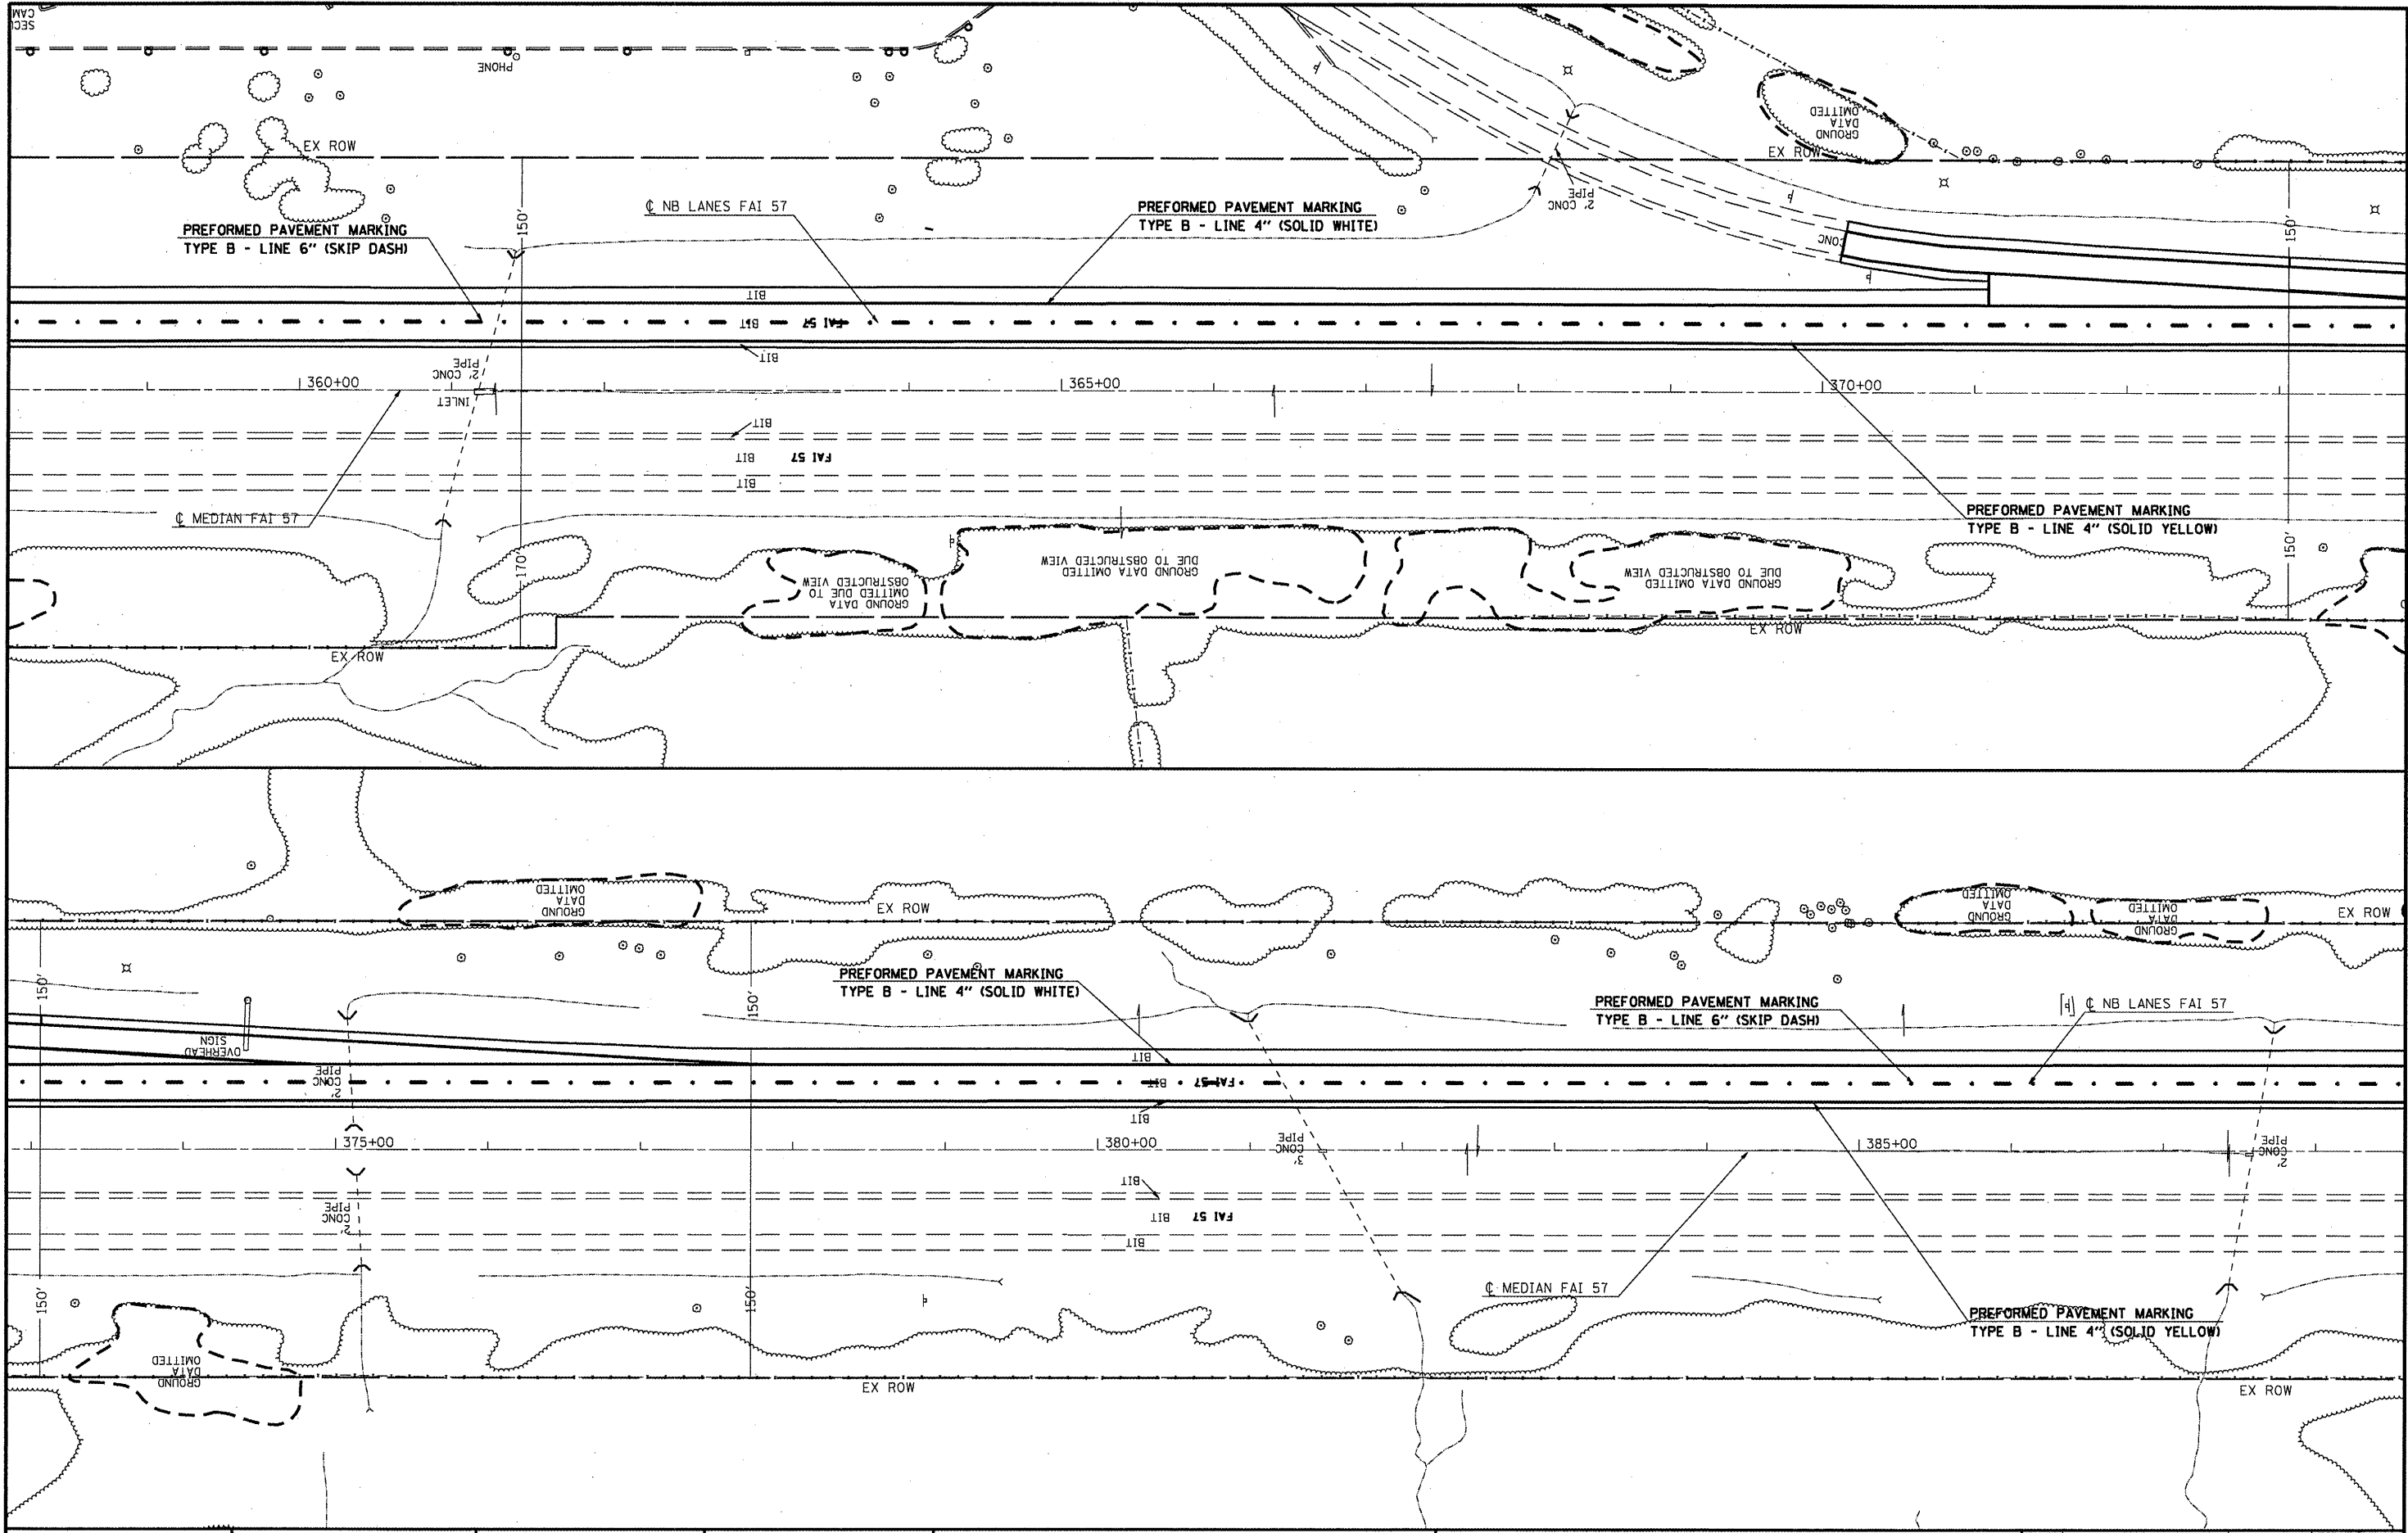 SEC
CAM
PHONE
EX ROW
GROUND
DATA
OMITTED
EX ROW
2' CONC
PIPE
150'
150'
PREFORMED PAVEMENT MARKING
TYPE B - LINE 6" (SKIP DASH)
℄ NB LANES FAI 57
PREFORMED PAVEMENT MARKING
TYPE B - LINE 4" (SOLID WHITE)
CONC
BIT
BIT
FAI 57
BIT
2' CONC
PIPE
INLET
360+00
365+00
370+00
BIT
FAI 57
BIT
BIT
℄ MEDIAN FAI 57
PREFORMED PAVEMENT MARKING
TYPE B - LINE 4" (SOLID YELLOW)
170'
150'
GROUND DATA
OMITTED DUE TO
OBSTRUCTED VIEW
GROUND DATA OMITTED
DUE TO OBSTRUCTED VIEW
GROUND DATA OMITTED
DUE TO OBSTRUCTED VIEW
EX ROW
EX ROW
GROUND
DATA
OMITTED
EX ROW
GROUND
DATA
OMITTED
GROUND
DATA
OMITTED
EX ROW
150'
150'
PREFORMED PAVEMENT MARKING
TYPE B - LINE 4" (SOLID WHITE)
PREFORMED PAVEMENT MARKING
TYPE B - LINE 6" (SKIP DASH)
℄ NB LANES FAI 57
OVERHEAD
SIGN
BIT
2'
CONC
PIPE
BIT
FAI 57
BIT
375+00
380+00
3'
CONC
PIPE
385+00
2'
CONC
PIPE
BIT
2'
CONC
PIPE
FAI 57
BIT
BIT
150'
150'
℄ MEDIAN FAI 57
PREFORMED PAVEMENT MARKING
TYPE B - LINE 4" (SOLID YELLOW)
GROUND
DATA
OMITTED
EX ROW
EX ROW